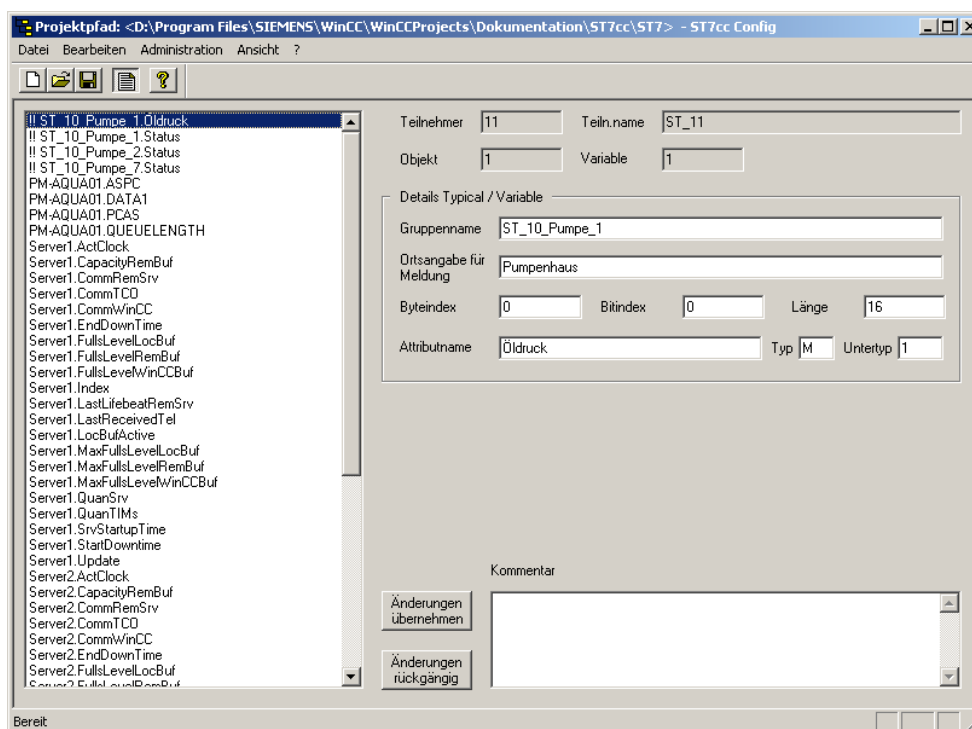 Projektpfad: <D:\Program Files\SIEMENS\WinCC\WinCCProjects\Dokumentation\ST7cc\ST7> - ST7cc Config
Datei Bearbeiten Administration Ansicht ?
!! ST_10_Pumpe_1.Öldruck
!! ST_10_Pumpe_1.Status
!! ST_10_Pumpe_2.Status
!! ST_10_Pumpe_7.Status
PM-AQUA01.ASPC
PM-AQUA01.DATA1
PM-AQUA01.PCAS
PM-AQUA01.QUEUELENGTH
Server1.ActClock
Server1.CapacityRemBuf
Server1.CommRemSrv
Server1.CommTCO
Server1.CommWinCC
Server1.EndDownTime
Server1.FullsLevelLocBuf
Server1.FullsLevelRemBuf
Server1.FullsLevelWinCCBuf
Server1.Index
Server1.LastLifebeatRemSrv
Server1.LastReceivedTel
Server1.LocBufActive
Server1.MaxFullsLevelLocBuf
Server1.MaxFullsLevelRemBuf
Server1.MaxFullsLevelWinCCBuf
Server1.QuanSrv
Server1.QuanTIMs
Server1.SrvStartupTime
Server1.StartDowntime
Server1.Update
Server2.ActClock
Server2.CapacityRemBuf
Server2.CommRemSrv
Server2.CommTCO
Server2.CommWinCC
Server2.EndDownTime
Server2.FullsLevelLocBuf
Server2.FullsLevelRemBuf
Teilnehmer 11 Teiln.name ST_11
Objekt 1 Variable 1
Details Typical / Variable
Gruppenname ST_10_Pumpe_1
Ortsangabe für
Meldung Pumpenhaus
Byteindex 0 Bitindex 0 Länge 16
Attributname Öldruck Typ M Untertyp 1
Kommentar
Änderungen
übernehmen
Änderungen
rückgängig
Bereit